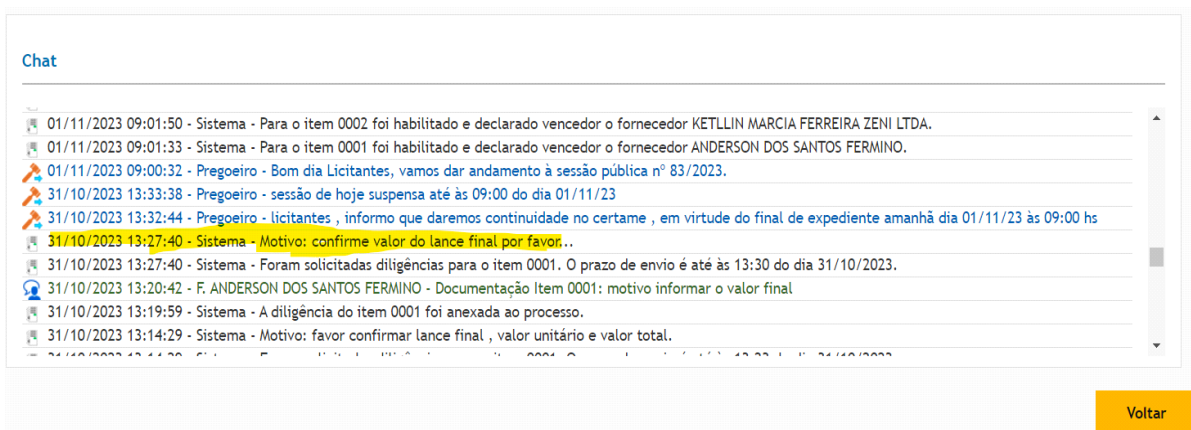 Chat
01/11/2023 09:01:50 - Sistema - Para o item 0002 foi habilitado e declarado vencedor o fornecedor KETLLIN MARCIA FERREIRA ZENI LTDA.
01/11/2023 09:01:33 - Sistema - Para o item 0001 foi habilitado e declarado vencedor o fornecedor ANDERSON DOS SANTOS FERMINO.
01/11/2023 09:00:32 - Pregoeiro - Bom dia Licitantes, vamos dar andamento à sessão pública nº 83/2023.
31/10/2023 13:33:38 - Pregoeiro - sessão de hoje suspensa até às 09:00 do dia 01/11/23
31/10/2023 13:32:44 - Pregoeiro - licitantes , informo que daremos continuidade no certame , em virtude do final de expediente amanhã dia 01/11/23 às 09:00 hs
31/10/2023 13:27:40 - Sistema - Motivo: confirme valor do lance final por favor...
31/10/2023 13:27:40 - Sistema - Foram solicitadas diligências para o item 0001. O prazo de envio é até às 13:30 do dia 31/10/2023.
31/10/2023 13:20:42 - F. ANDERSON DOS SANTOS FERMINO - Documentação Item 0001: motivo informar o valor final
31/10/2023 13:19:59 - Sistema - A diligência do item 0001 foi anexada ao processo.
31/10/2023 13:14:29 - Sistema - Motivo: favor confirmar lance final , valor unitário e valor total.
Voltar